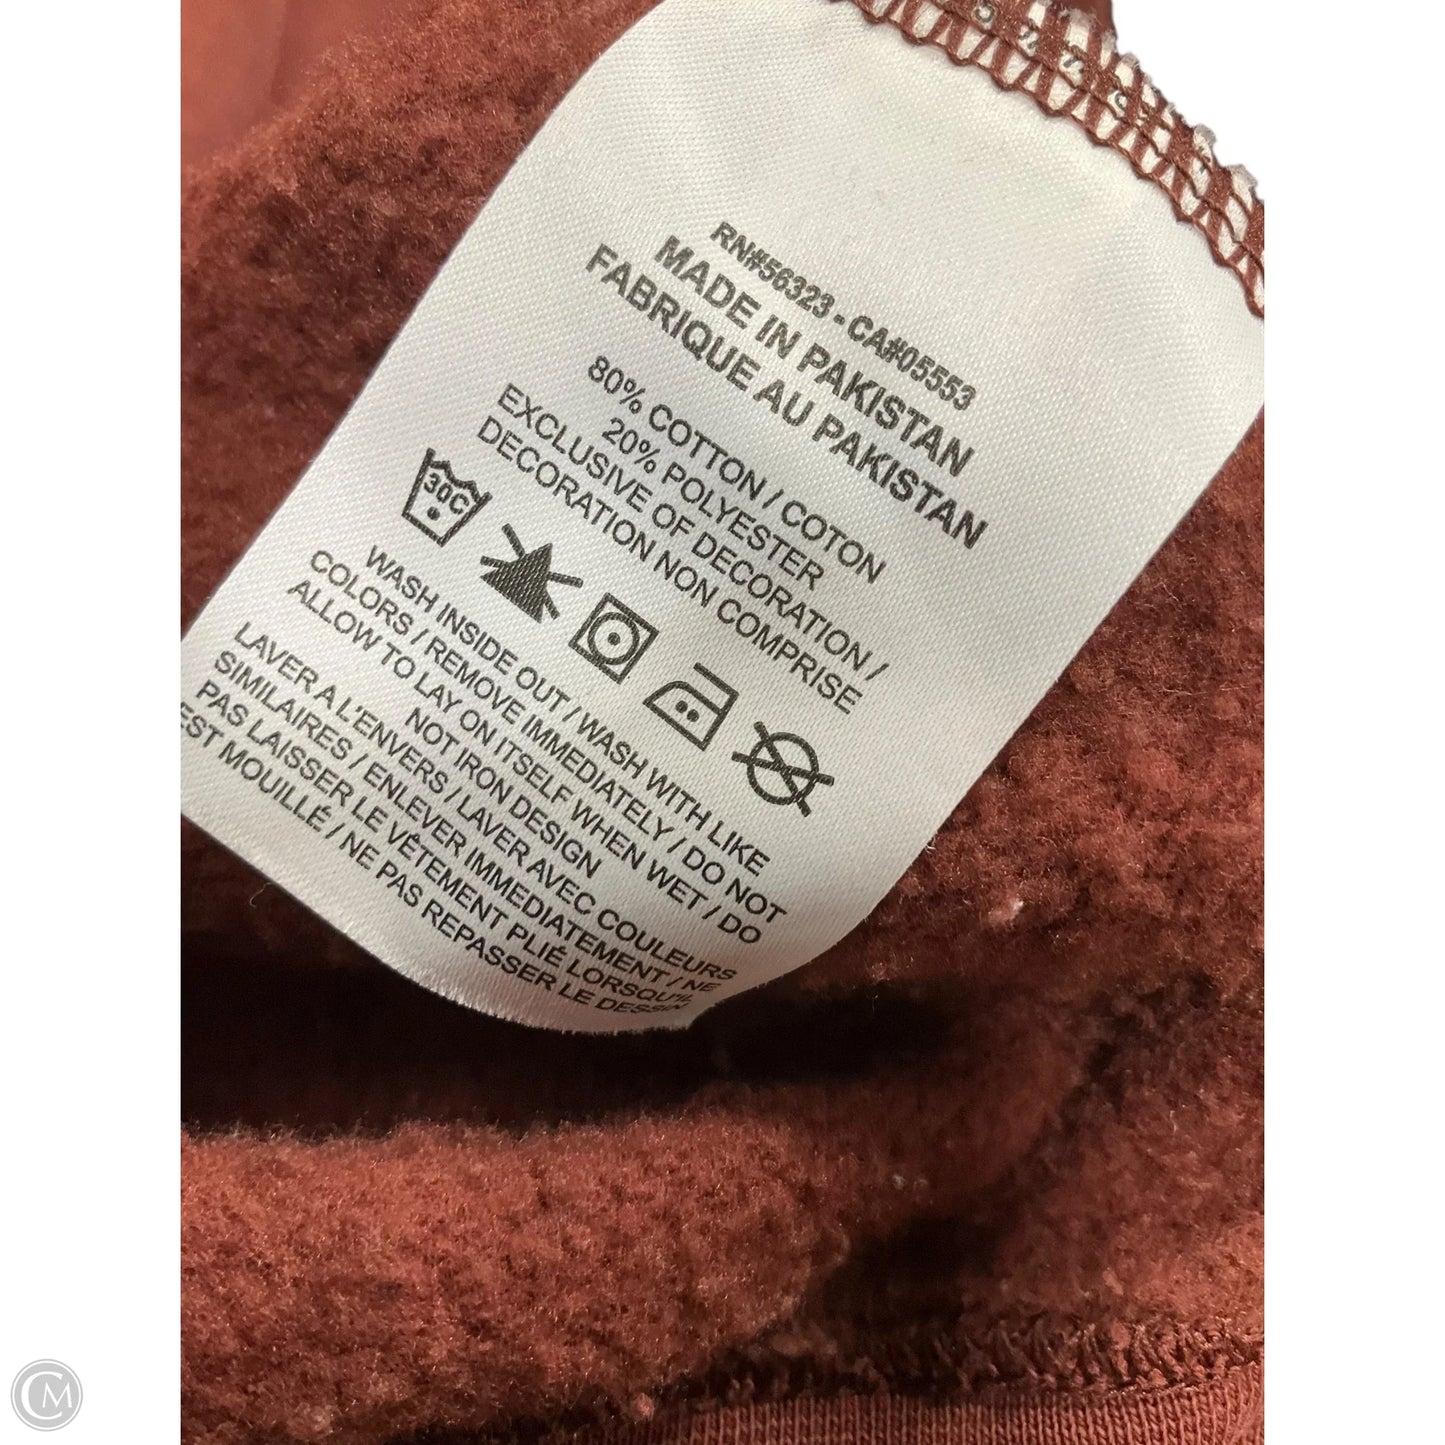 RN#56323 - CA#05553
MADE IN PAKISTAN
FABRIQUE AU PAKISTAN
80% COTTON / COTON
20% POLYESTER
EXCLUSIVE OF DECORATION /
DECORATION NON COMPRISE
30C
WASH INSIDE OUT / WASH WITH LIKE
COLORS / REMOVE IMMEDIATELY / DO NOT
ALLOW TO LAY ON ITSELF WHEN WET / DO
NOT IRON DESIGN
LAVER A L'ENVERS / LAVER AVEC COULEURS
SIMILAIRES / ENLEVER IMMEDIATEMENT / NE
PAS LAISSER LE VÊTEMENT PLIÉ LORSQU'IL
EST MOUILLÉ / NE PAS REPASSER LE DESSIN
CM